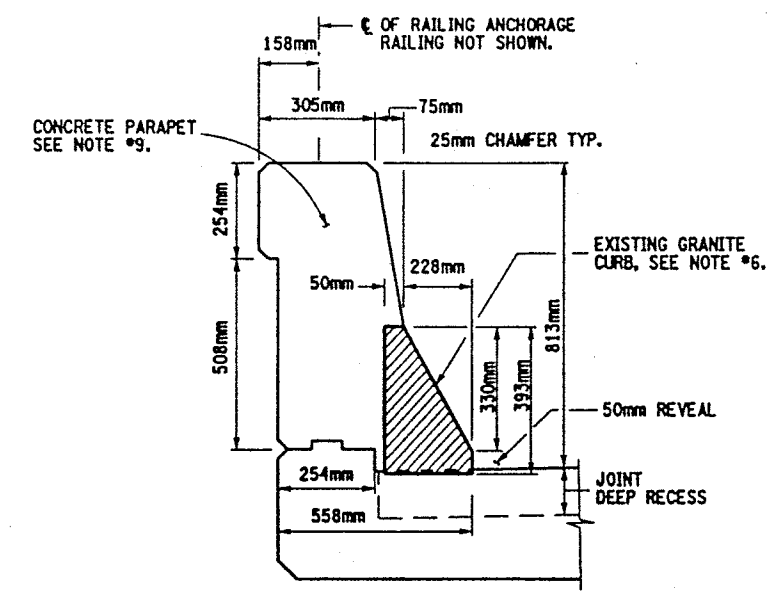 ℄ OF RAILING ANCHORAGE
RAILING NOT SHOWN.
158mm
305mm
75mm
CONCRETE PARAPET
SEE NOTE #9.
25mm CHAMFER TYP.
254mm
EXISTING GRANITE
CURB, SEE NOTE #6.
228mm
50mm
813mm
508mm
330mm
393mm
50mm REVEAL
254mm
JOINT
DEEP RECESS
558mm